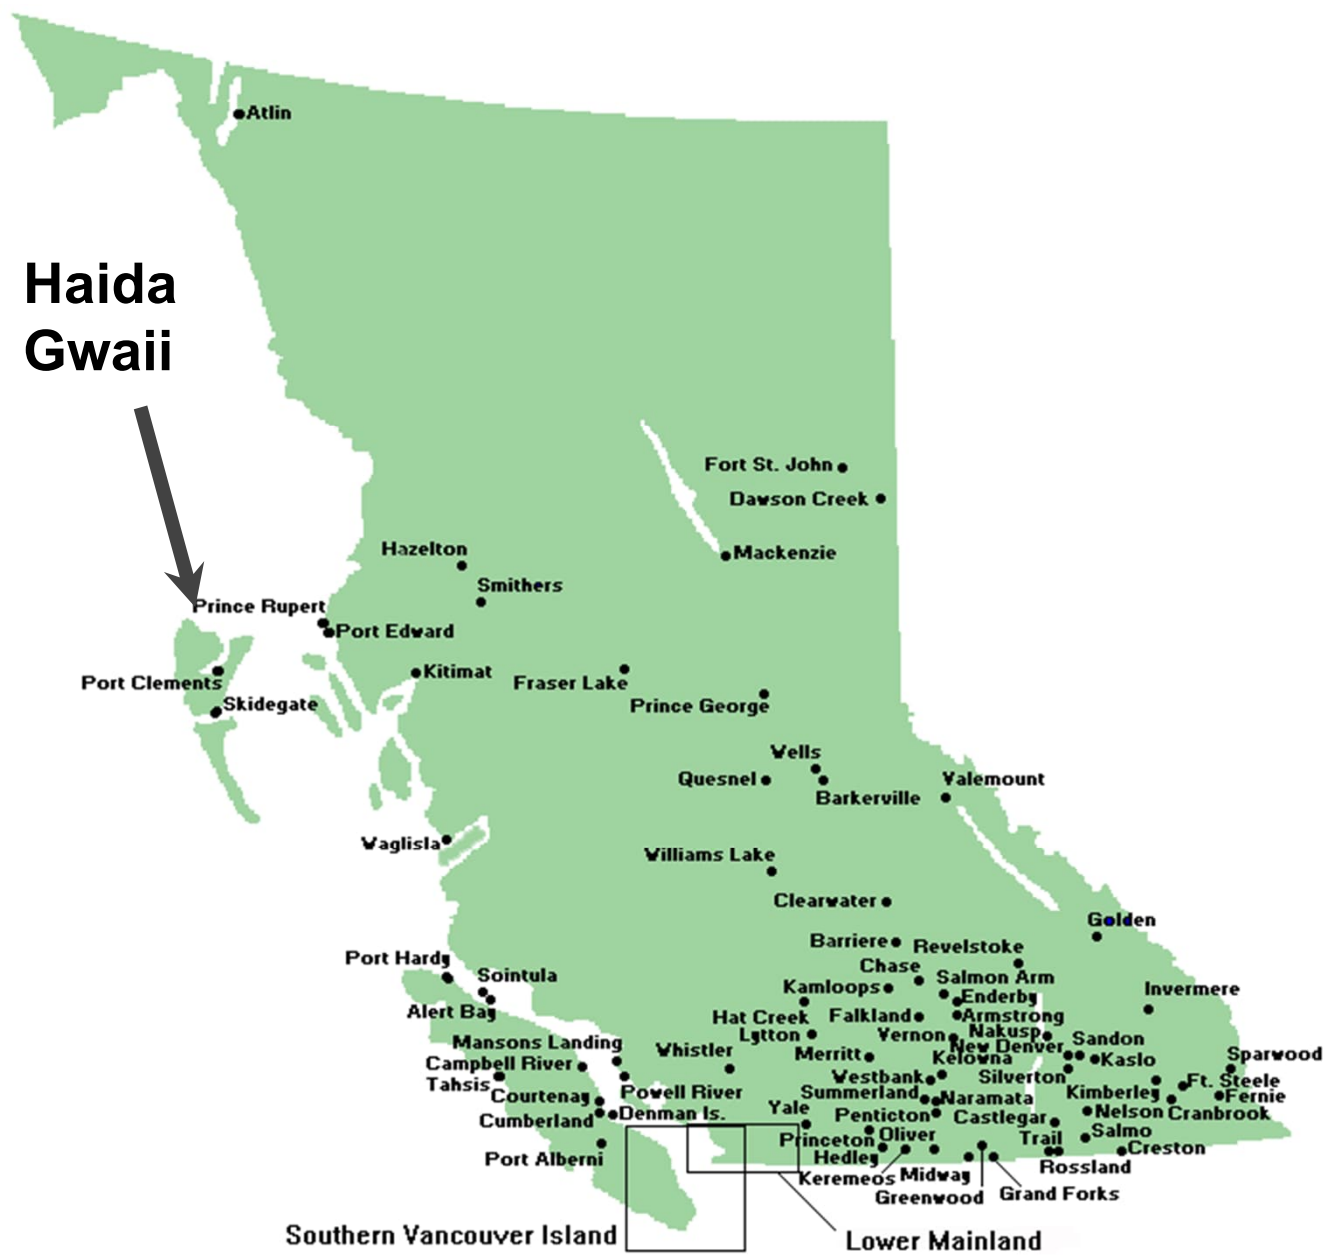 Atlin
Haida
Gwaii
Fort St. John
Dawson Creek
Hazelton
Mackenzie
Smithers
Prince Rupert
Port Edward
Kitimat
Fraser Lake
Port Clements
Skidegate
Prince George
Wells
Quesnel
Valemount
Barkerville
Waglisla
Williams Lake
Clearwater
Golden
Barriere
Revelstoke
Port Hardy
Chase
Sointula
Salmon Arm
Kamloops
Enderby
Invermere
Alert Bay
Hat Creek
Falkland
Armstrong
Lytton
Vernon
Nakusp
Sandon
Mansons Landing
Whistler
New Denver
Merritt
Kelowna
Kaslo
Sparwood
Campbell River
Westbank
Silverton
Ft. Steele
Tahsis
Powell River
Summerland
Kimberley
Courtenay
Naramata
Fernie
Yale
Cumberland
Denman Is.
Penticton
Castlegar
Nelson
Cranbrook
Princeton
Oliver
Trail
Salmo
Port Alberni
Hedley
Creston
Keremeos
Midway
Rossland
Greenwood
Grand Forks
Southern Vancouver Island
Lower Mainland